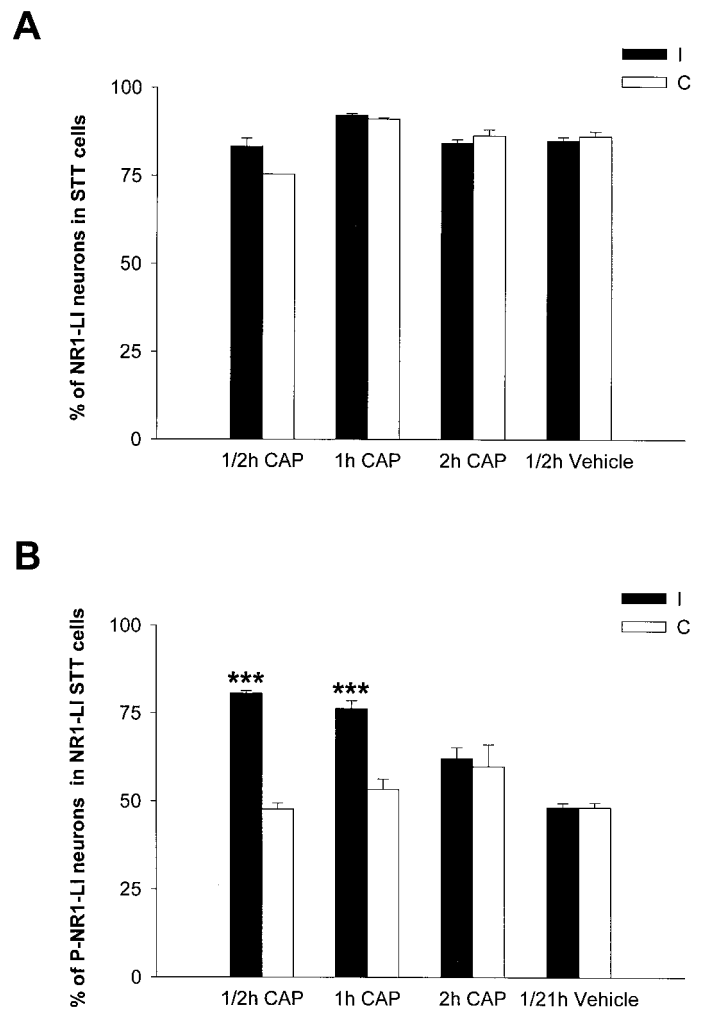 A
I
C
100
75
50
25
0
% of NR1-LI neurons in STT cells
1/2h CAP 1h CAP 2h CAP 1/2h Vehicle
B
I
C
100
75
50
25
0
% of P-NR1-LI neurons in NR1-LI STT cells
*** ***
1/2h CAP 1h CAP 2h CAP 1/21h Vehicle